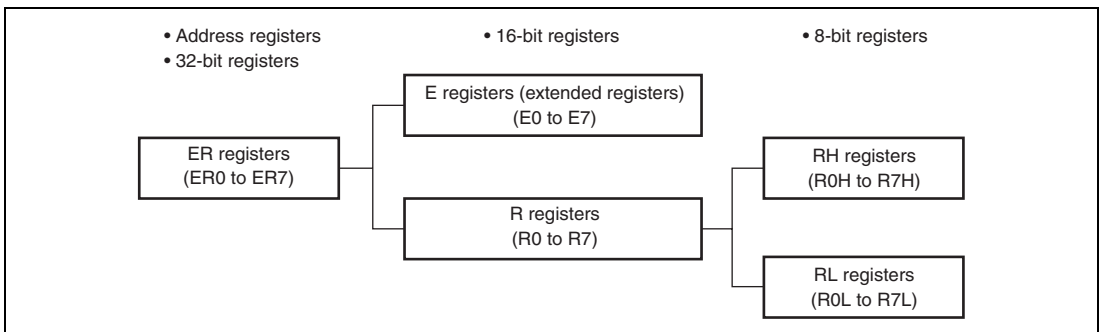 • Address registers
• 32-bit registers
• 16-bit registers
• 8-bit registers
E registers (extended registers)
(E0 to E7)
ER registers
(ER0 to ER7)
RH registers
(R0H to R7H)
R registers
(R0 to R7)
RL registers
(R0L to R7L)